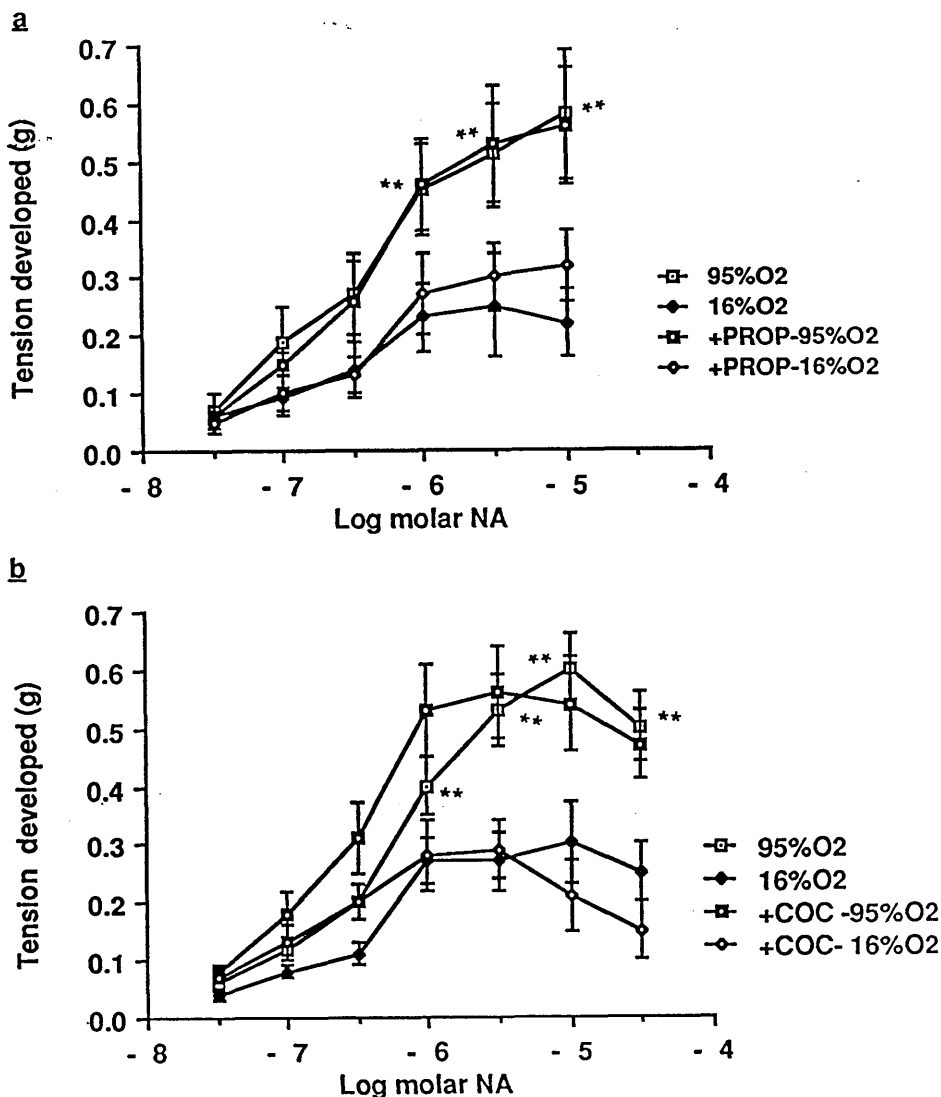 a
0.7
0.6
0.5
0.4
0.3
0.2
0.1
0.0
Tension developed (g)
**
**
**
95%O2
16%O2
+PROP-95%O2
+PROP-16%O2
- 8
- 7
- 6
- 5
- 4
Log molar NA
b
0.7
0.6
0.5
0.4
0.3
0.2
0.1
0.0
Tension developed (g)
**
**
**
**
95%O2
16%O2
+COC -95%O2
+COC- 16%O2
- 8
- 7
- 6
- 5
- 4
Log molar NA